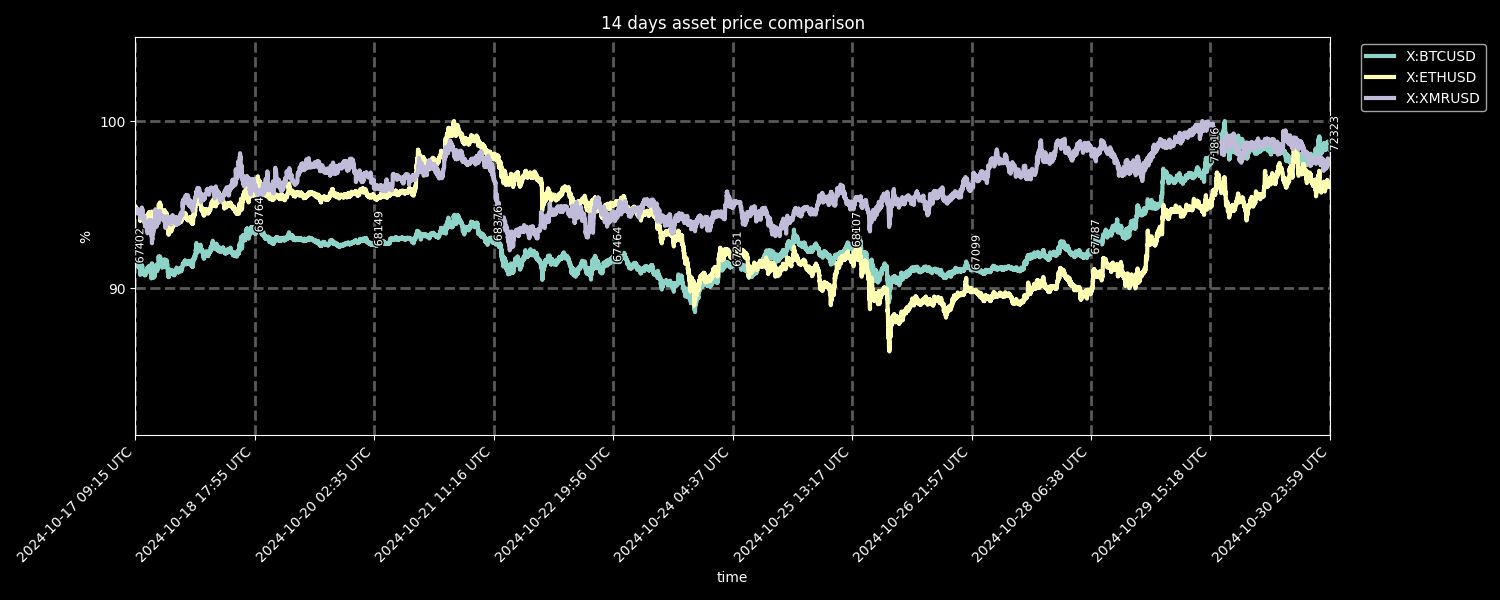 14 days asset price comparison
X:BTCUSD
X:ETHUSD
X:XMRUSD
100
90
%
67402
68764
68149
68376
67464
67251
68107
67099
67787
71816
72323
2024-10-17 09:15 UTC
2024-10-18 17:55 UTC
2024-10-20 02:35 UTC
2024-10-21 11:16 UTC
2024-10-22 19:56 UTC
2024-10-24 04:37 UTC
2024-10-25 13:17 UTC
2024-10-26 21:57 UTC
2024-10-28 06:38 UTC
2024-10-29 15:18 UTC
2024-10-30 23:59 UTC
time